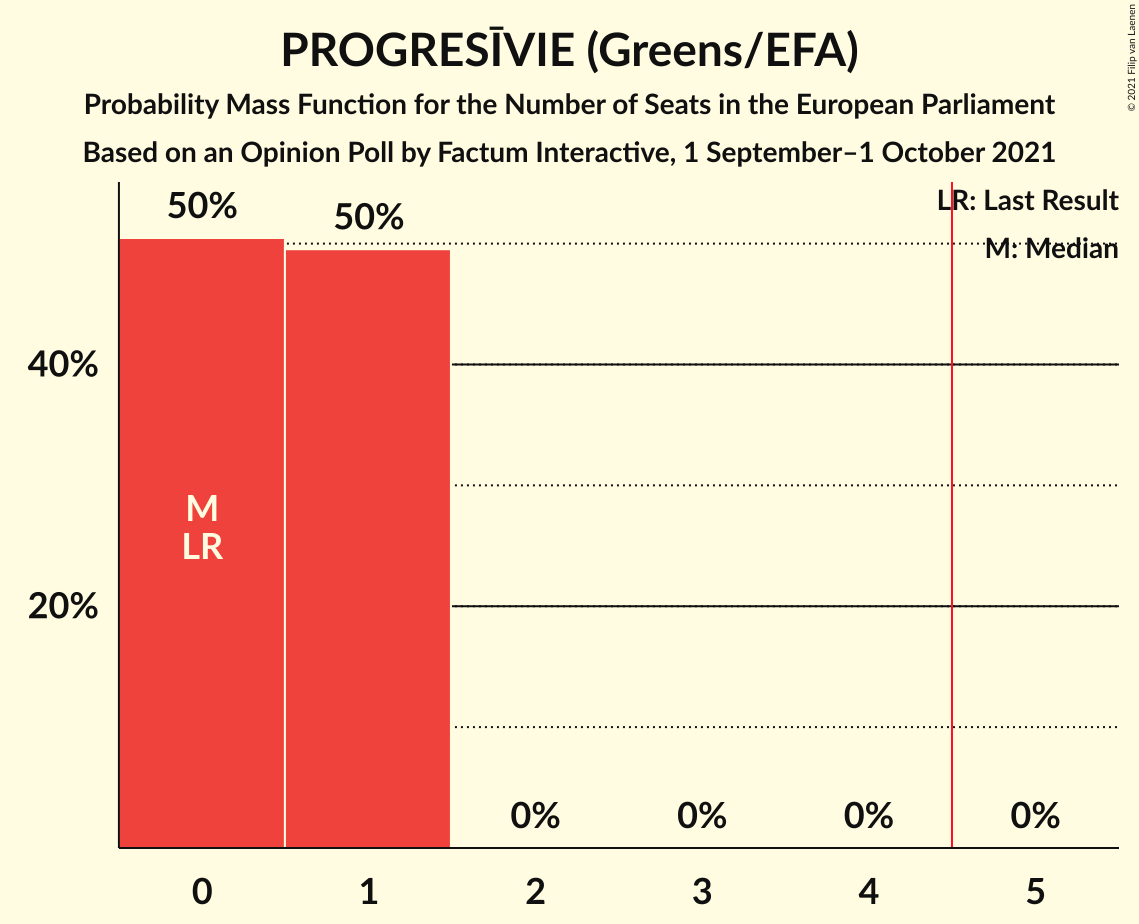 PROGRESĪVIE (Greens/EFA)
Probability Mass Function for the Number of Seats in the European Parliament
Based on an Opinion Poll by Factum Interactive, 1 September–1 October 2021
© 2021 Filip van Laenen
LR: Last Result
M: Median
50%
50%
40%
20%
M
LR
0%
0%
0%
0%
0
1
2
3
4
5